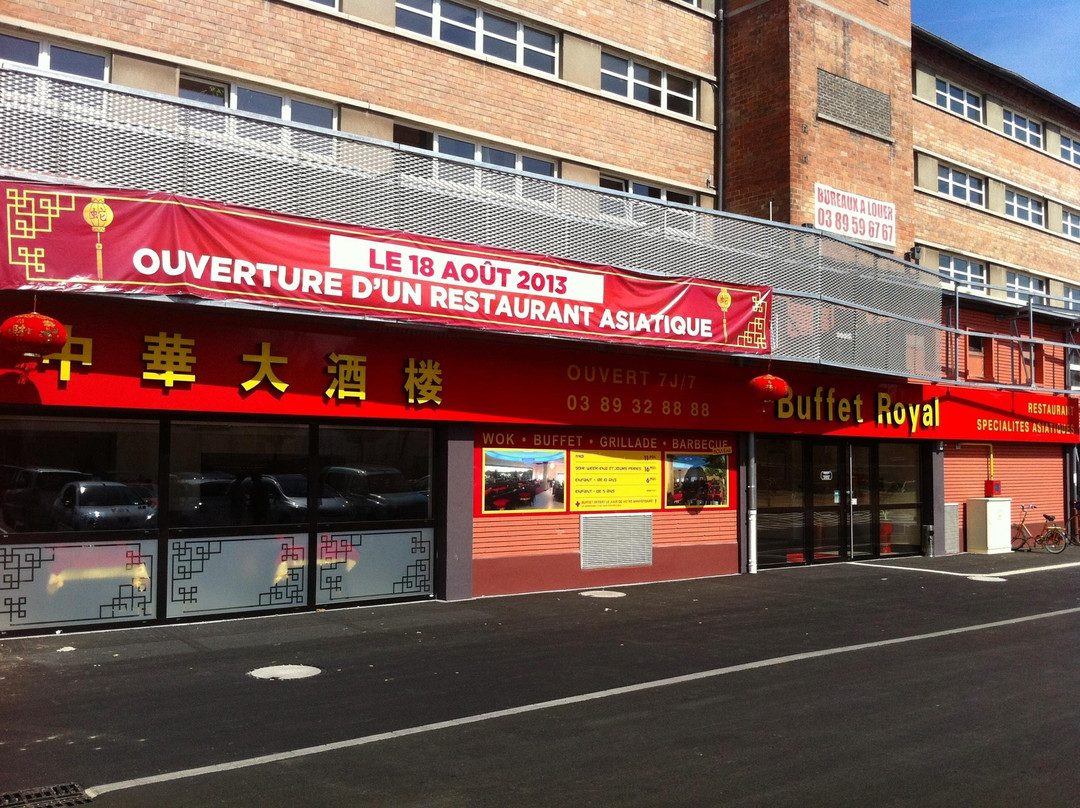 BUREAUX A LOUER
03 89 59 67 67
LE 18 AOÛT 2013
OUVERTURE D'UN RESTAURANT ASIATIQUE
中華大酒楼
OUVERT 7J/7
03 89 32 88 88
Buffet Royal
RESTAURANT
SPECIALITES ASIATIQUES
WOK • BUFFET • GRILLADE • BARBECUE